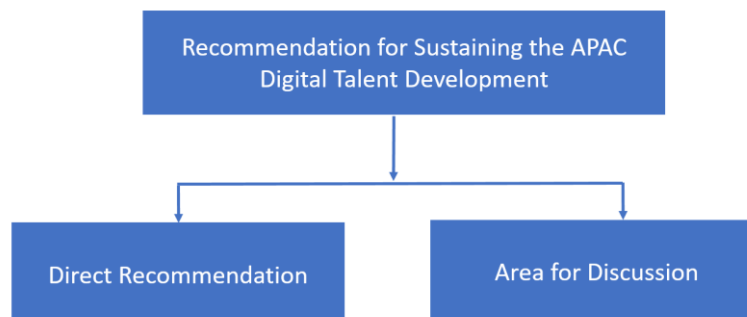 Recommendation for Sustaining the APAC
Digital Talent Development
Direct Recommendation
Area for Discussion